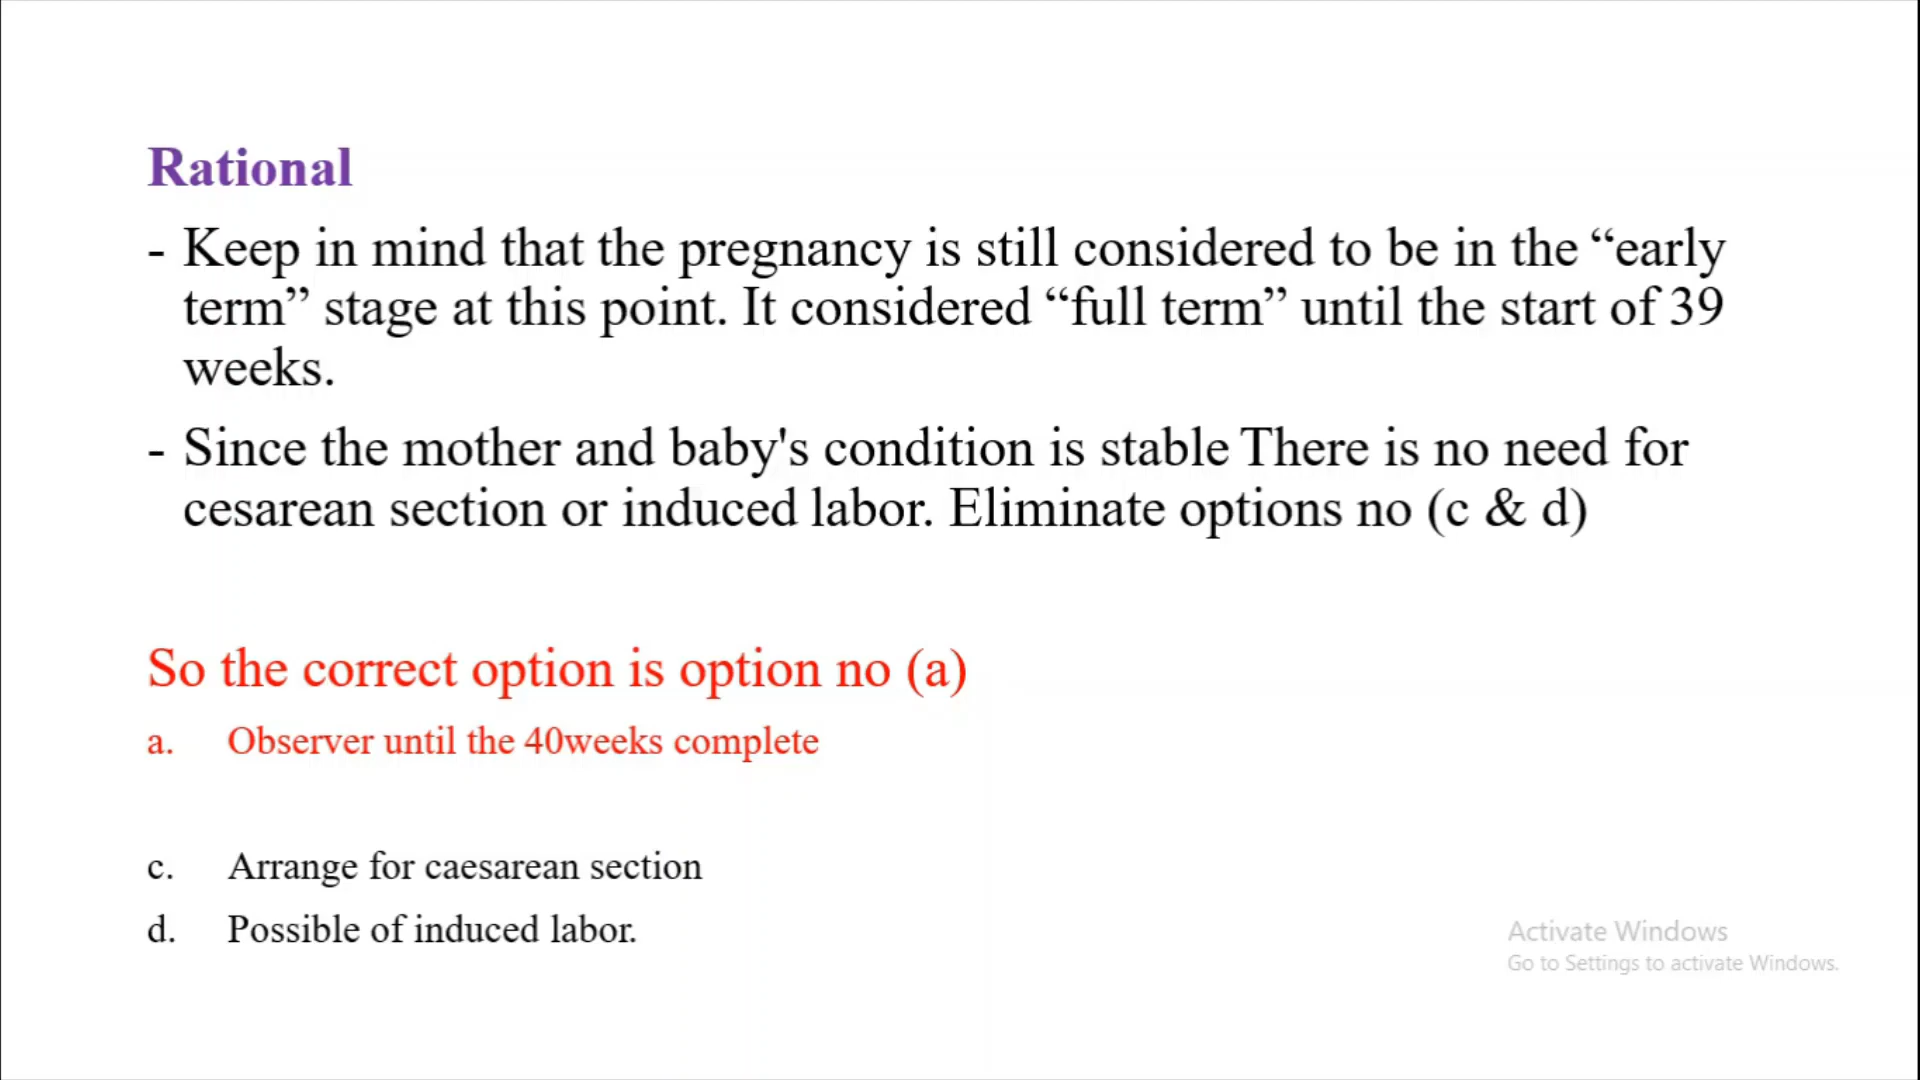 Rational
- Keep in mind that the pregnancy is still considered to be in the “early
term” stage at this point. It considered “full term” until the start of 39
weeks.
- Since the mother and baby's condition is stable There is no need for
cesarean section or induced labor. Eliminate options no (c & d)
So the correct option is option no (a)
a. Observer until the 40weeks complete
c. Arrange for caesarean section
d. Possible of induced labor.
Activate Windows
Go to Settings to activate Windows.